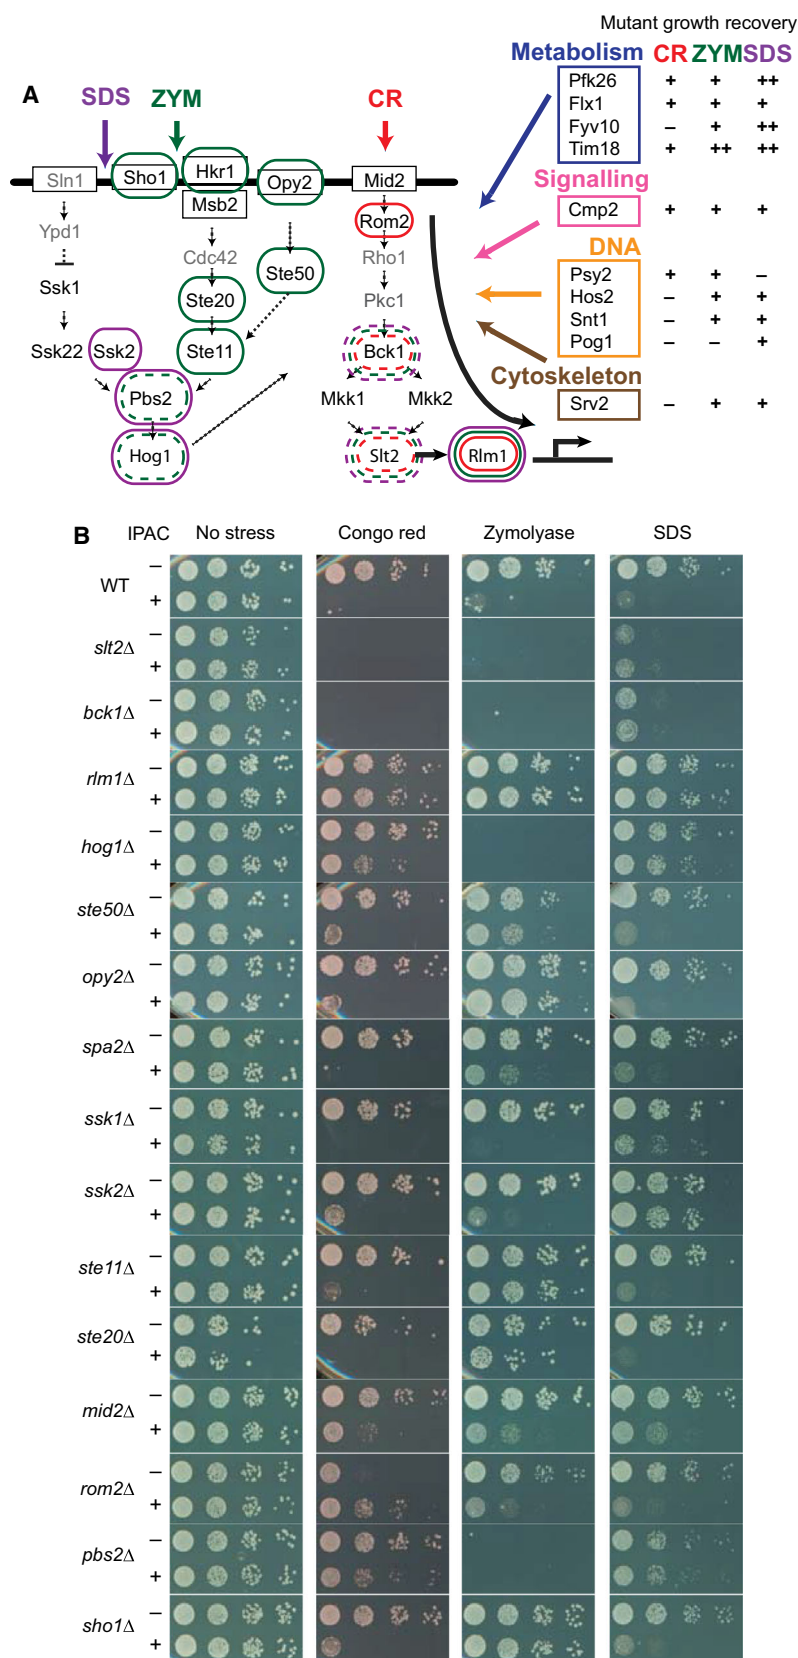 Mutant growth recovery
Metabolism CR ZYM SDS
A
Pfk26 + + ++
Flx1 + + +
Fyv10 – + ++
Tim18 + ++ ++
SDS ZYM CR
Sln1 Sho1 Hkr1 Opy2 Mid2
Msb2
Signalling
Cmp2 + + +
Rom2
Ypd1 Cdc42 Rho1
DNA
Ssk1 Ste50 Pkc1
Psy2 + + –
Hos2 – + +
Snt1 – + +
Pog1 – – +
Ste20
Ssk22 Ssk2 Ste11 Bck1
Cytoskeleton
Pbs2 Mkk1 Mkk2
Srv2 – + +
Hog1 Slt2 Rlm1
B IPAC No stress Congo red Zymolyase SDS
WT – +
slt2Δ – +
bck1Δ – +
rlm1Δ – +
hog1Δ – +
ste50Δ – +
opy2Δ – +
spa2Δ – +
ssk1Δ – +
ssk2Δ – +
ste11Δ – +
ste20Δ – +
mid2Δ – +
rom2Δ – +
pbs2Δ – +
sho1Δ – +